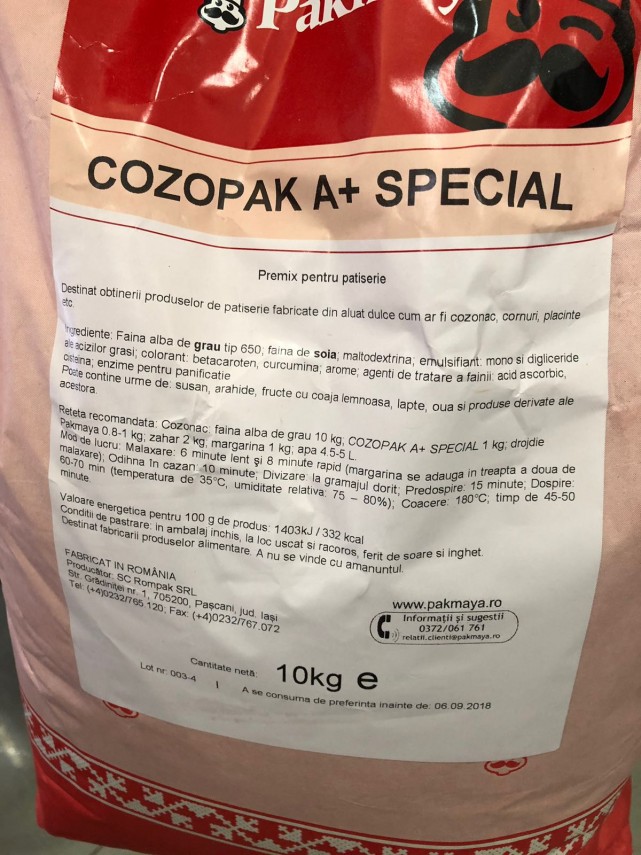 Pakmaya
COZOPAK A+ SPECIAL
Premix pentru patiserie
Destinat obtinerii produselor de patiserie fabricate din aluat dulce cum ar fi cozonac, cornuri, placinte
etc
Ingrediente: Faina alba de grau tip 650; faina de soia; maltodextrina; emulsifiant: mono si digliceride
ale acizilor grasi; colorant: betacaroten, curcumina; arome; agenti de tratare a fainii: acid ascorbic,
cisteina; enzime pentru panificatie
Poate contine urme de: susan, arahide, fructe cu coaja lemnoasa, lapte, oua si produse derivate ale
acestora.
Reteta recomandata: Cozonac: faina alba de grau 10 kg, COZOPAK A+ SPECIAL 1 kg; drojdie
Pakmaya 0.8-1 kg; zahar 2 kg, margarina 1 kg; apa 4.5-5 L.
Mod de lucru: Malaxare: 6 minute lent şi 8 minute rapid (margarina se adauga in treapta a doua de
malaxare); Odihna în cazan: 10 minute; Divizare: la gramajul dorit; Predospire: 15 minute; Dospire:
60-70 min (temperatura de 35°C, umiditate relativa: 75 – 80%); Coacere: 180°C; timp de 45-50
minute.
Valoare energetica pentru 100 g de produs: 1403kJ / 332 kcal
Conditii de pastrare: in ambalaj inchis, la loc uscat si racoros, ferit de soare si inghet.
Destinat fabricarii produselor alimentare. A nu se vinde cu amanuntul.
FABRICAT IN ROMÂNIA
Producător: SC Rompak SRL
Str. Grădiniței nr. 1, 705200, Paşcani, jud. Iaşi
Tel: (+4)0232/765 120; Fax: (+4)0232/767.072
www.pakmaya.ro
Informaţii şi sugestii
0372/061 761
relatii.clienti@pakmaya.ro
Cantitate netă: 10kg e
Lot nr: 003-4 | A se consuma de preferinta inainte de: 06.09.2018